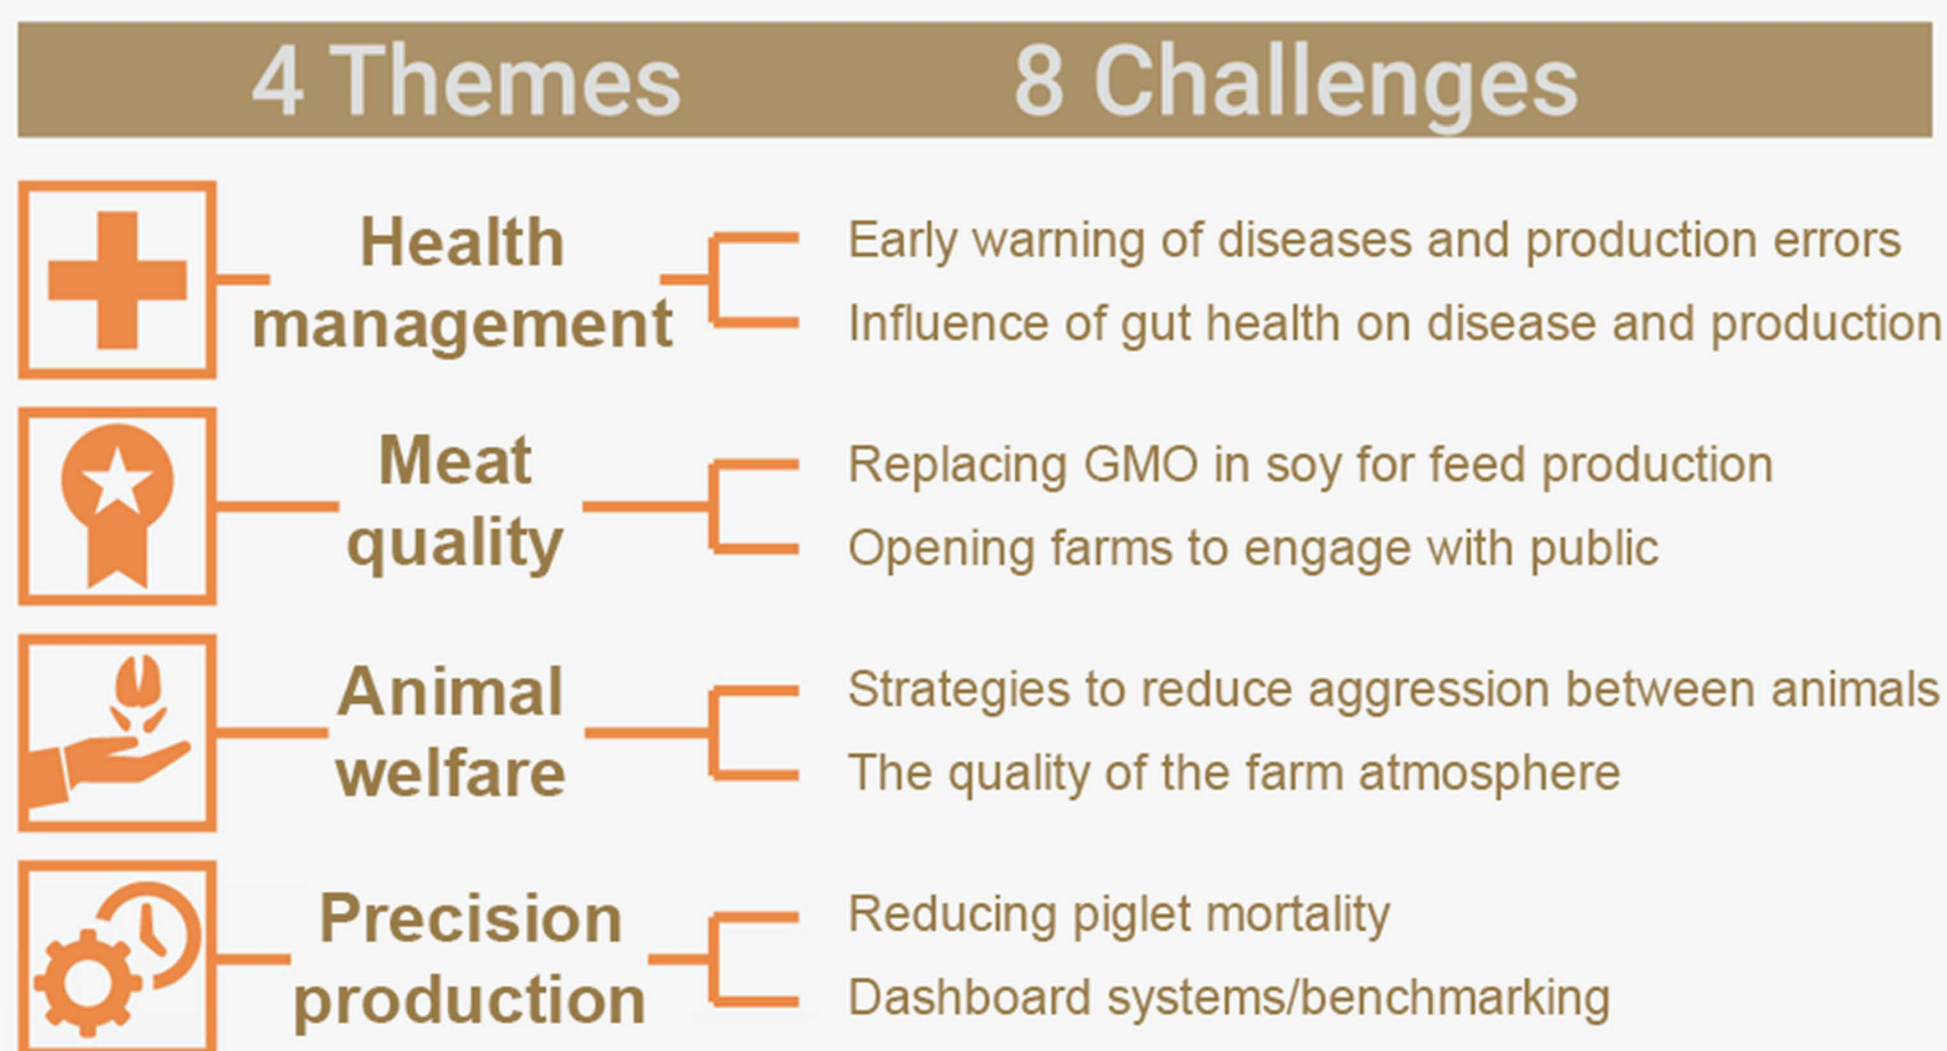 4 Themes 8 Challenges
Health
management
Early warning of diseases and production errors
Influence of gut health on disease and production
Meat
quality
Replacing GMO in soy for feed production
Opening farms to engage with public
Animal
welfare
Strategies to reduce aggression between animals
The quality of the farm atmosphere
Precision
production
Reducing piglet mortality
Dashboard systems/benchmarking